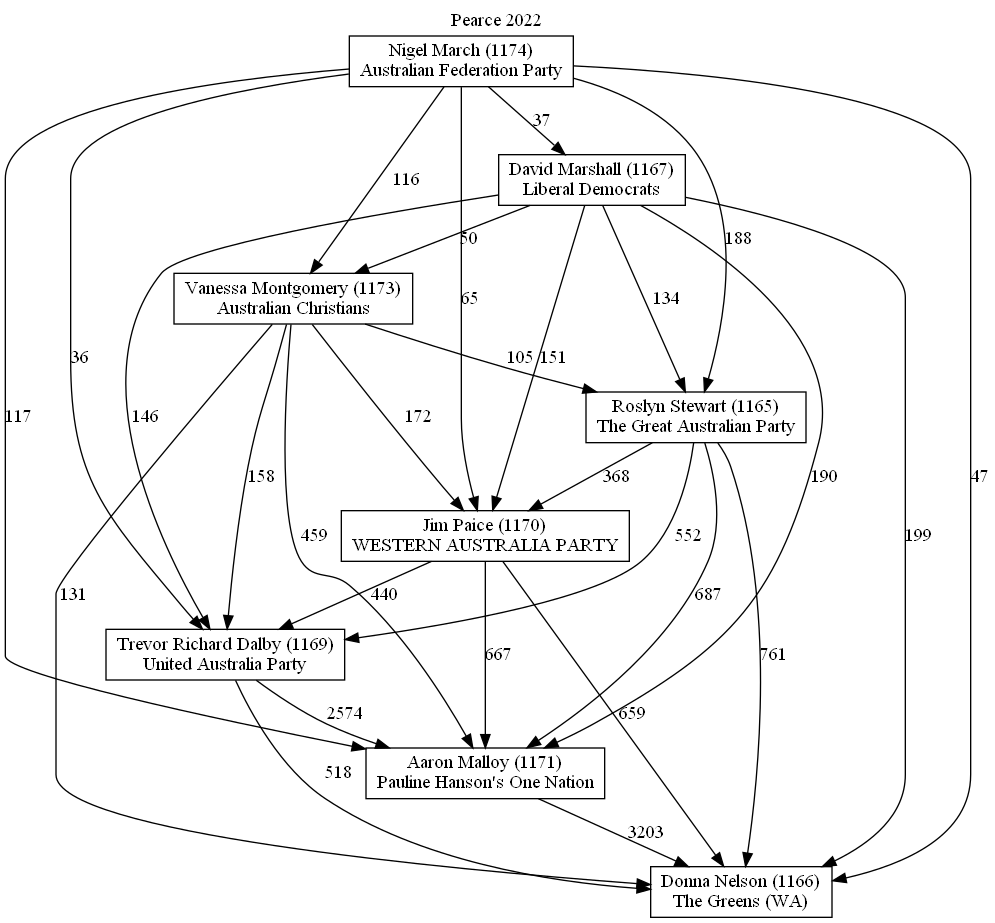 Pearce 2022
Nigel March (1174)
Australian Federation Party
37
David Marshall (1167)
Liberal Democrats
116
188
50
Vanessa Montgomery (1173)
Australian Christians
65
134
36
105
151
Roslyn Stewart (1165)
The Great Australian Party
117
146
172
158
368
190
47
Jim Paice (1170)
WESTERN AUSTRALIA PARTY
459
552
199
131
440
687
Trevor Richard Dalby (1169)
United Australia Party
667
761
2574
659
Aaron Malloy (1171)
Pauline Hanson's One Nation
518
3203
Donna Nelson (1166)
The Greens (WA)